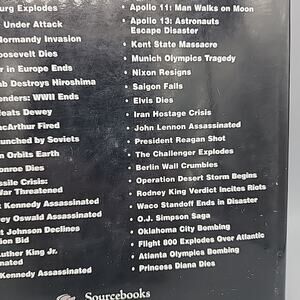 urg Explodes
Under Attack
Normandy Invasion
oosevelt Dies
r in Europe Ends
b Destroys Hiroshima
nders: WWII Ends
feats Dewey
acArthur Fired
unched by Soviets
n Orbits Earth
onroe Dies
ssile Crisis:
ar Threatened
Kennedy Assassinated
ey Oswald Assassinated
t Johnson Declines
ion Bid
uther King Jr.
inated
Kennedy Assassinated
• Apollo 11: Man Walks on Moon
• Apollo 13: Astronauts
Escape Disaster
• Kent State Massacre
• Munich Olympics Tragedy
• Nixon Resigns
• Saigon Falls
• Elvis Dies
• Iran Hostage Crisis
• John Lennon Assassinated
• President Reagan Shot
• The Challenger Explodes
• Berlin Wall Crumbles
• Operation Desert Storm Begins
• Rodney King Verdict Incites Riots
• Waco Standoff Ends in Disaster
• O.J. Simpson Saga
• Oklahoma City Bombing
• Flight 800 Explodes Over Atlantic
• Atlanta Olympics Bombing
• Princess Diana Dies
Sourcebooks